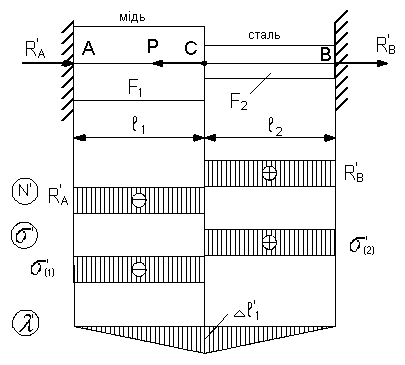 мідь
сталь
R'A A P C B R'B
F1 F2
ℓ1 ℓ2
N' R'A ⊖ ⊖ R'B
σ' σ'(1) ⊖ ⊖ σ'(2)
λ' Δℓ'1